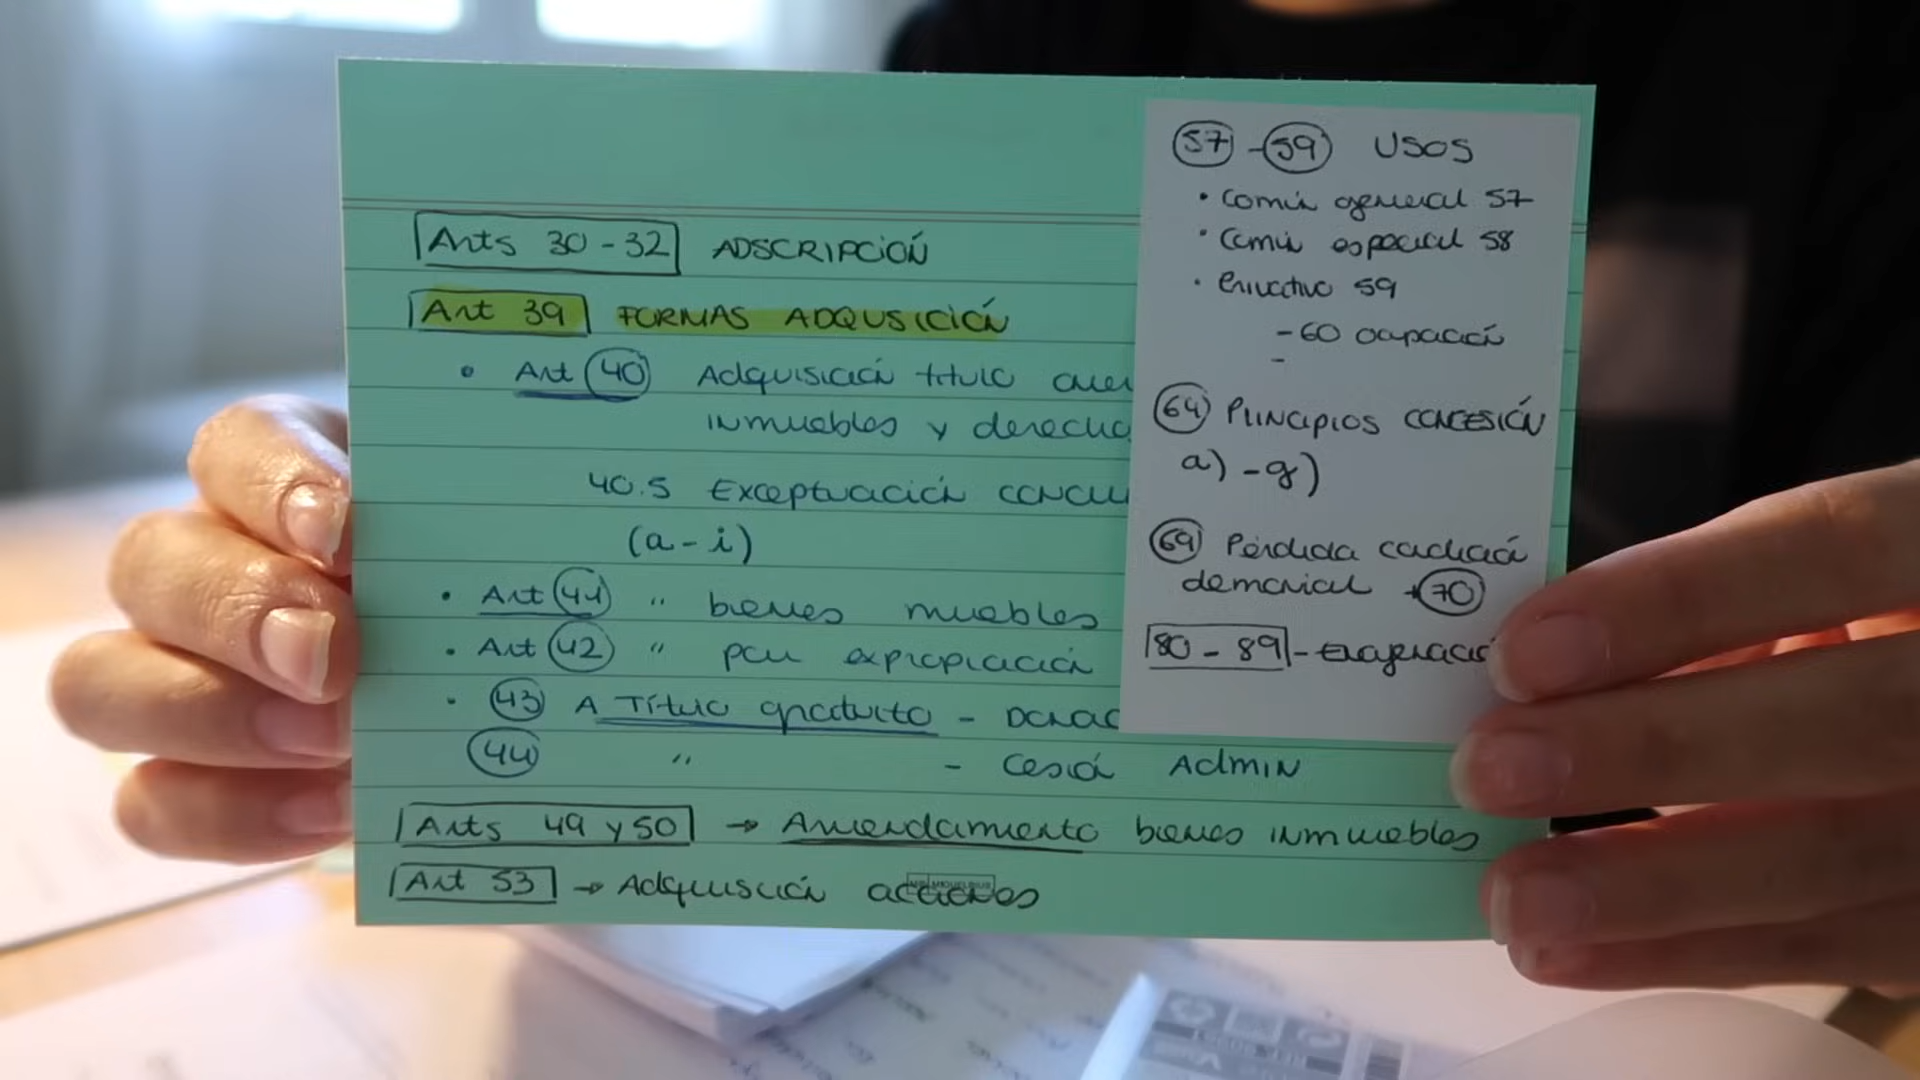 Arts 30 - 32 ADSCRIPCIÓN
Art 39 FORMAS ADQUSICIÓN
• Art 40 Adquisición título
inmuebles y derecho
40.5 Exceptuación
(a - i)
• Art 41 " bienes muebles
• Art 42 " por expropiación
• 43 A Título gratuito - Donac
44 " - Cesión Admin
Arts 49 y 50 → Arrendamiento bienes inmuebles
Art 53 → Adquisición acciones
57 - 59 USOS
• Común general 57
• Común especial 58
• Privativo 59
- 60 ocupación
-
64 Principios CONCESIÓN
a) - g)
69 Pérdida
demanial 70
80 - 89 -